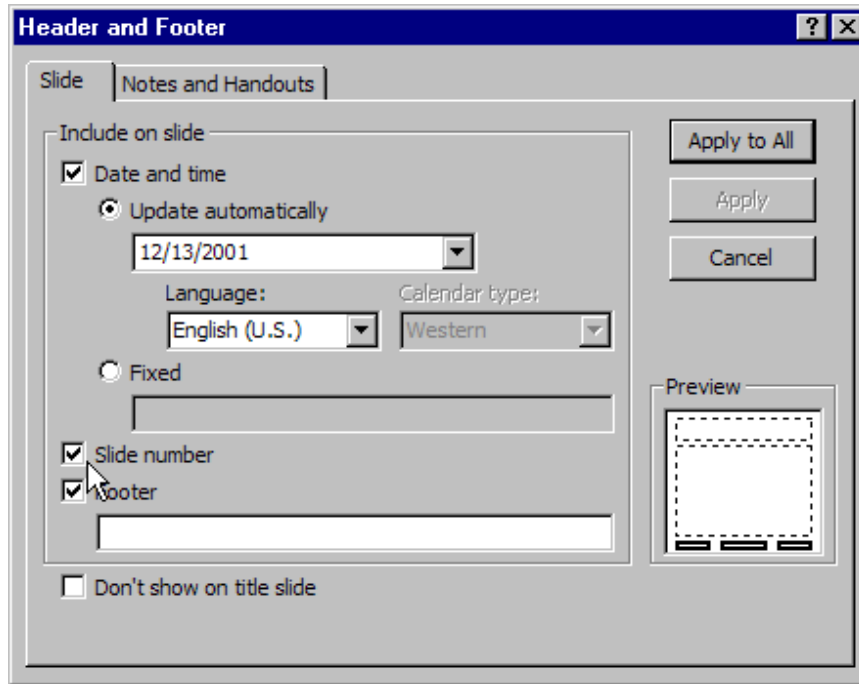 Header and Footer
Slide Notes and Handouts
Include on slide
Date and time
Update automatically
12/13/2001
Language: Calendar type:
English (U.S.) Western
Fixed
Slide number
Footer
Don't show on title slide
Apply to All
Apply
Cancel
Preview